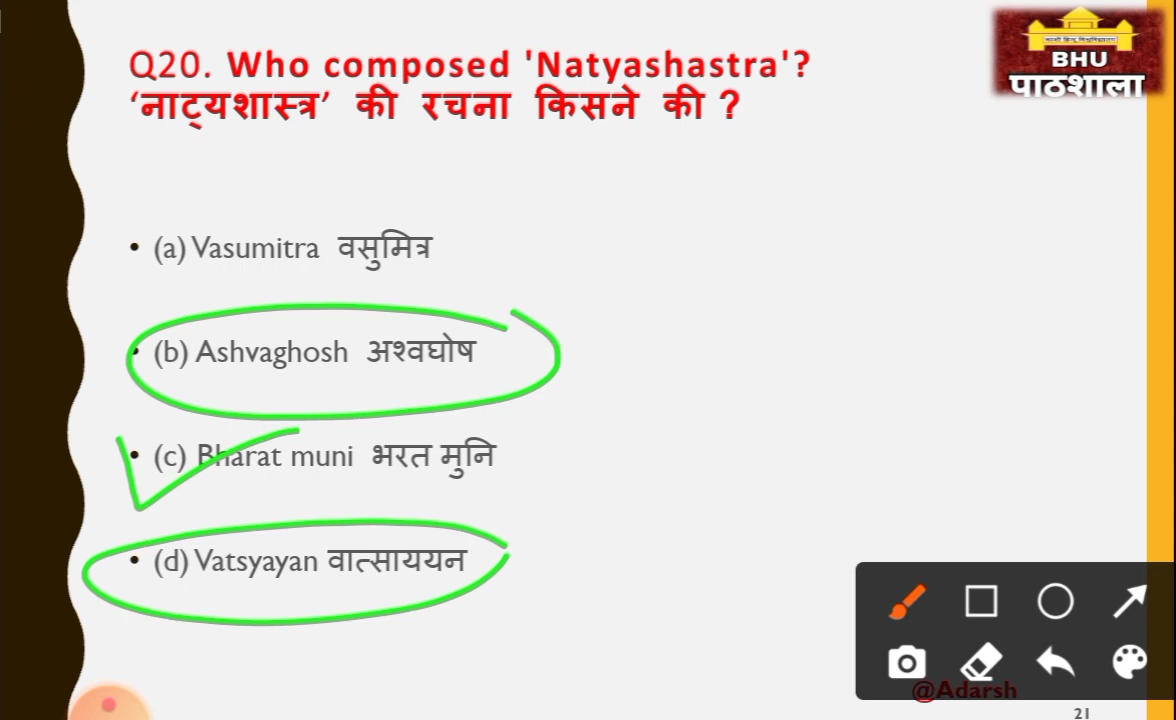 Q20. Who composed 'Natyashastra'?
‘नाट्यशास्त्र’ की रचना किसने की ?
BHU
पाठशाला
• (a) Vasumitra वसुमित्र
• (b) Ashvaghosh अश्वघोष
• (c) Bharat muni भरत मुनि
• (d) Vatsyayan वात्साययन
@Adarsh
21